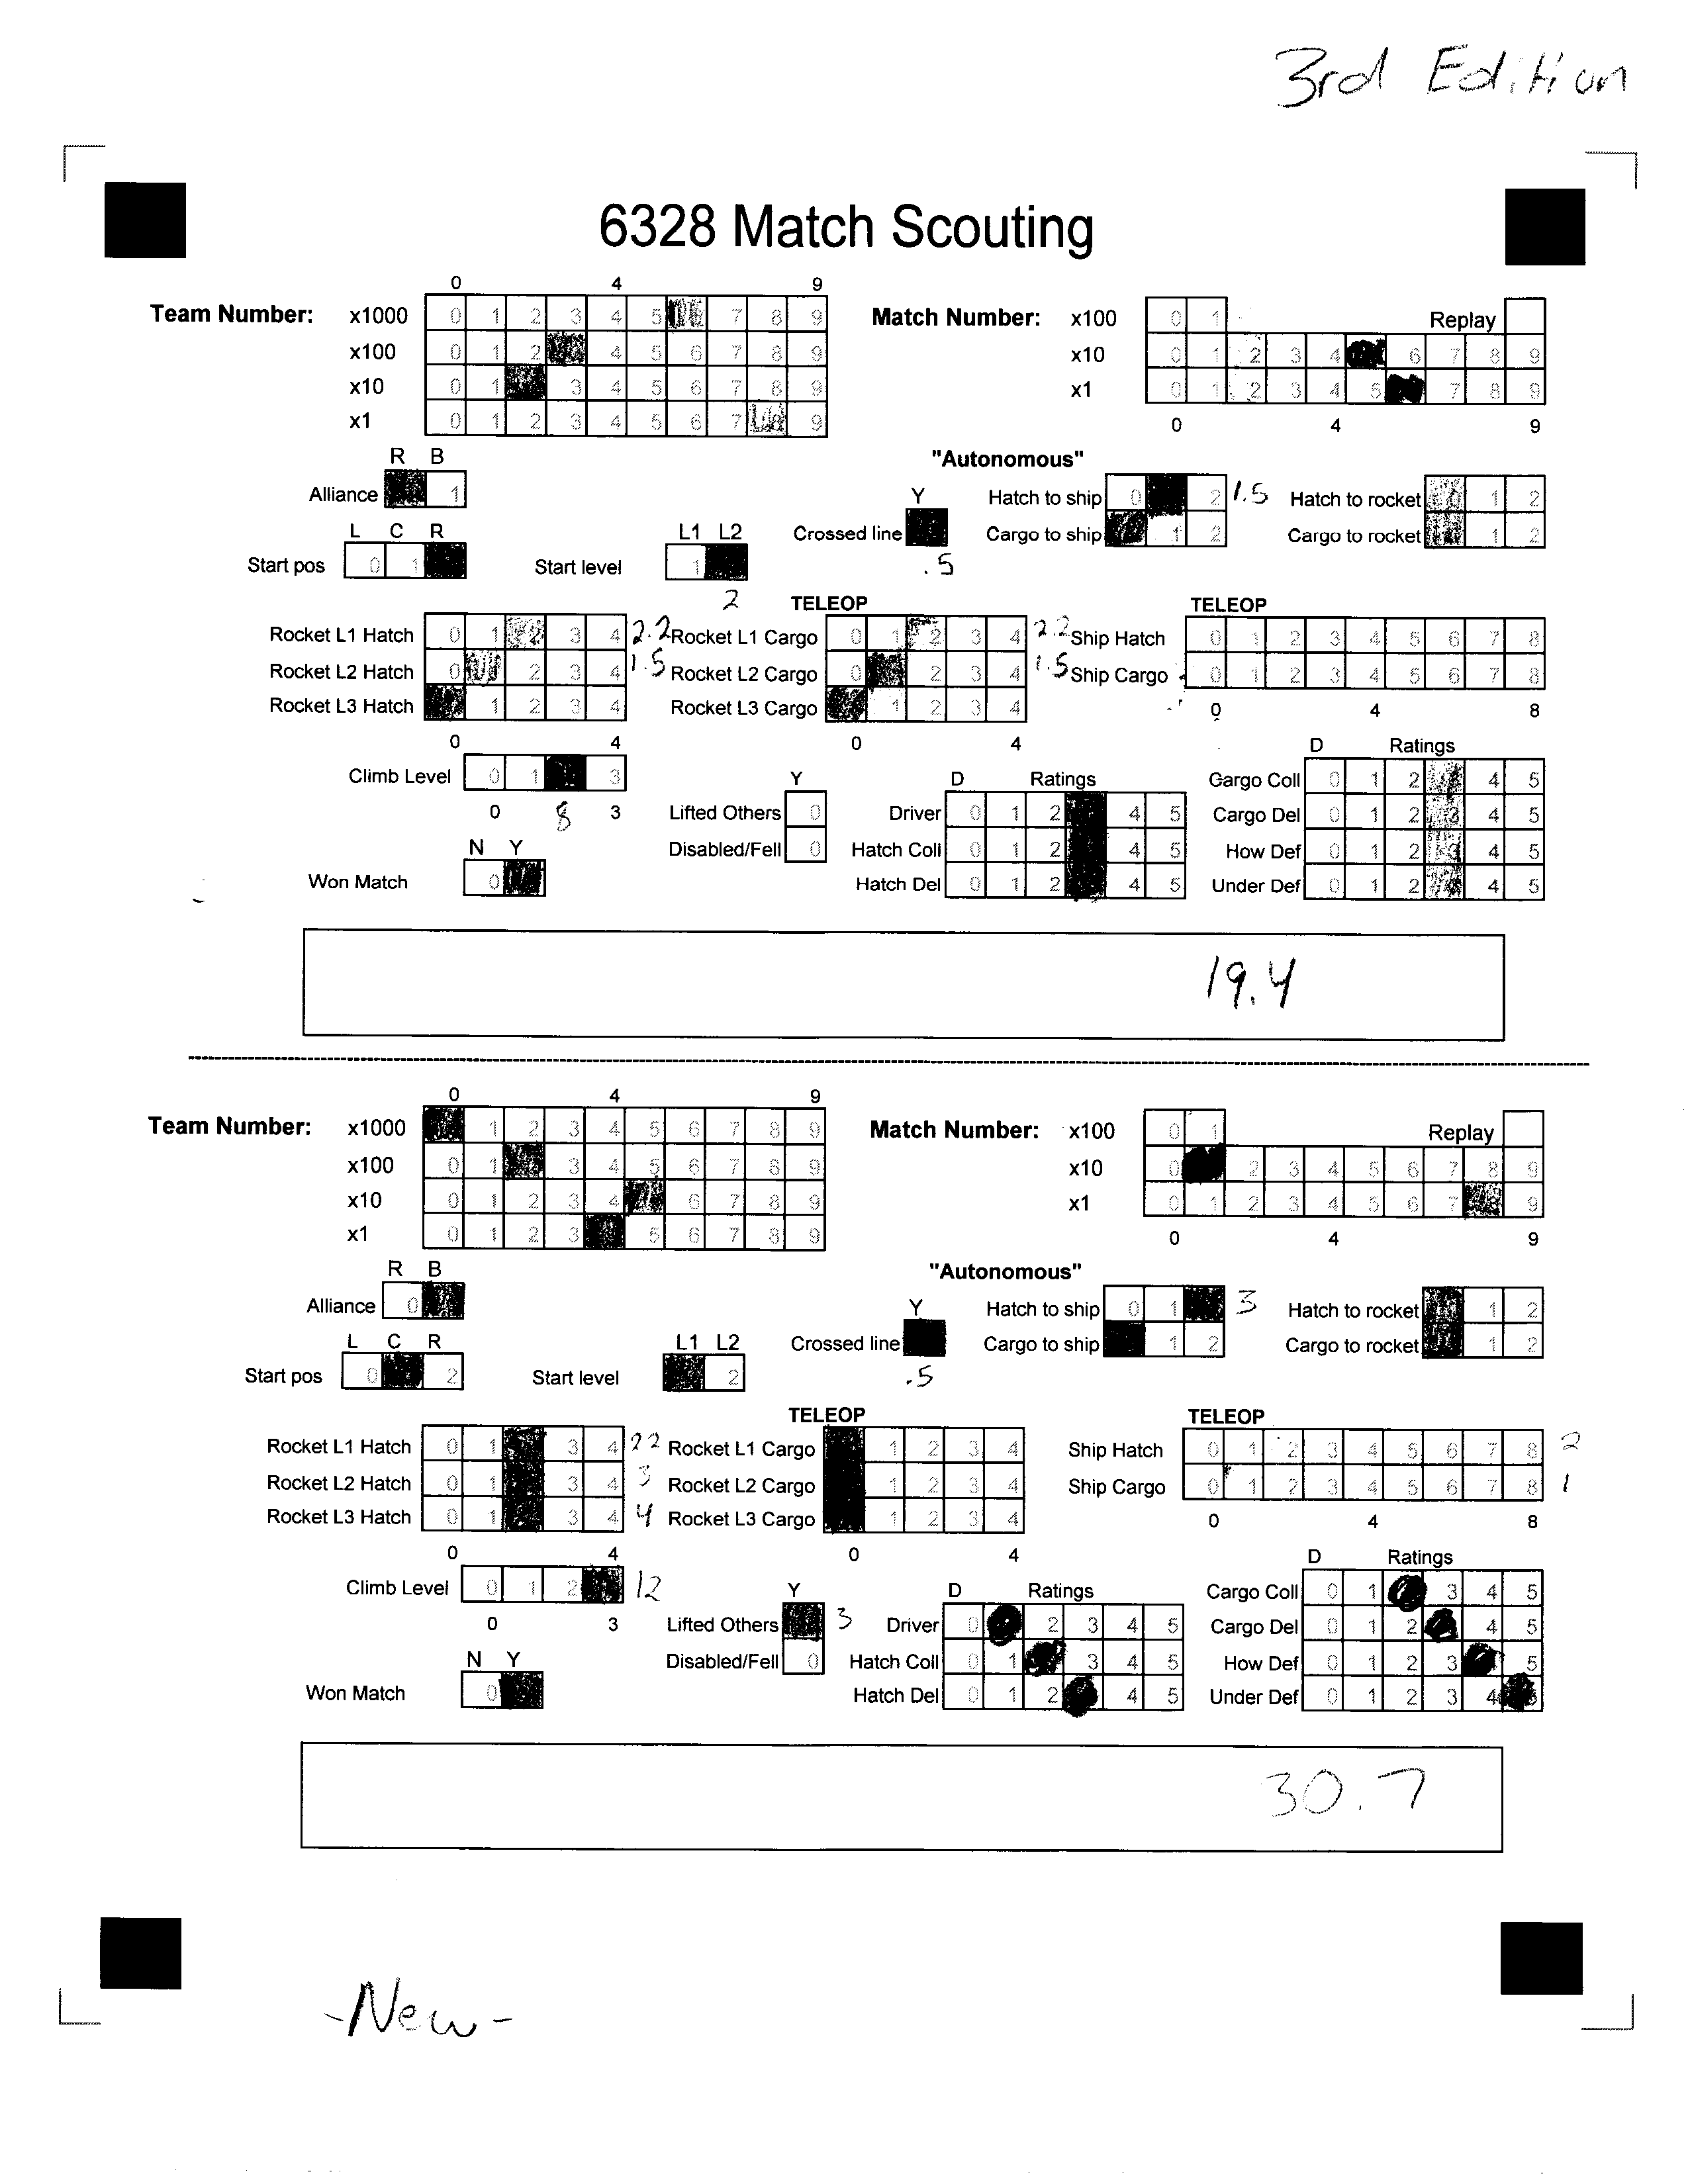 3rd Edition
6328 Match Scouting
0 4 9
Team Number: x1000 0 1 2 3 4 5 7 8 9 Match Number: x100 0 1 Replay
x100 0 1 2 4 5 6 7 8 9 x10 0 1 2 3 4 6 7 8 9
x10 0 1 3 4 5 6 7 8 9 x1 0 1 2 3 4 5 7 8 9
x1 0 1 2 3 4 5 6 7 9 0 4 9
R B "Autonomous"
Alliance 1 Y Hatch to ship 0 2 1.5 Hatch to rocket 0 1 2
L C R L1 L2 Crossed line Cargo to ship 1 2 Cargo to rocket 1 2
Start pos 0 1 Start level 1 .5
2 TELEOP TELEOP
Rocket L1 Hatch 0 1 2 3 4 2.2 Rocket L1 Cargo 0 1 2 3 4 2.2 Ship Hatch 0 1 2 3 4 5 6 7 8
Rocket L2 Hatch 0 2 3 4 1.5 Rocket L2 Cargo 0 2 3 4 1.5 Ship Cargo 0 1 2 3 4 5 6 7 8
Rocket L3 Hatch 1 2 3 4 Rocket L3 Cargo 1 2 3 4 0 4 8
0 4 0 4 D Ratings
Climb Level 0 1 3 Y D Ratings Gargo Coll 0 1 2 4 5
0 8 3 Lifted Others 0 Driver 0 1 2 4 5 Cargo Del 0 1 2 3 4 5
N Y Disabled/Fell 0 Hatch Coll 0 1 2 4 5 How Def 0 1 2 3 4 5
Won Match 0 Hatch Del 0 1 2 4 5 Under Def 0 1 2 4 5
19.4
0 4 9
Team Number: x1000 1 2 3 4 5 6 7 8 9 Match Number: x100 0 1 Replay
x100 0 1 3 4 5 6 7 8 9 x10 0 2 3 4 5 6 7 8 9
x10 0 1 2 3 4 6 7 8 9 x1 0 1 2 3 4 5 6 7 9
x1 0 1 2 3 5 6 7 8 9 0 4 9
R B "Autonomous"
Alliance 0 Y Hatch to ship 0 1 3 Hatch to rocket 1 2
L C R L1 L2 Crossed line Cargo to ship 1 2 Cargo to rocket 1 2
Start pos 0 2 Start level 2 .5
TELEOP TELEOP
Rocket L1 Hatch 0 1 3 4 2 2 Rocket L1 Cargo 1 2 3 4 Ship Hatch 0 1 2 3 4 5 6 7 8 2
Rocket L2 Hatch 0 1 3 4 3 Rocket L2 Cargo 1 2 3 4 Ship Cargo 0 1 2 3 4 5 6 7 8 1
Rocket L3 Hatch 0 1 3 4 4 Rocket L3 Cargo 1 2 3 4 0 4 8
0 4 0 4 D Ratings
Climb Level 0 1 2 12 Y D Ratings Cargo Coll 0 1 3 4 5
0 3 Lifted Others 3 Driver 0 2 3 4 5 Cargo Del 0 1 2 4 5
N Y Disabled/Fell 0 Hatch Coll 0 1 3 4 5 How Def 0 1 2 3 5
Won Match 0 Hatch Del 0 1 2 4 5 Under Def 0 1 2 3 4
30.7
-New-